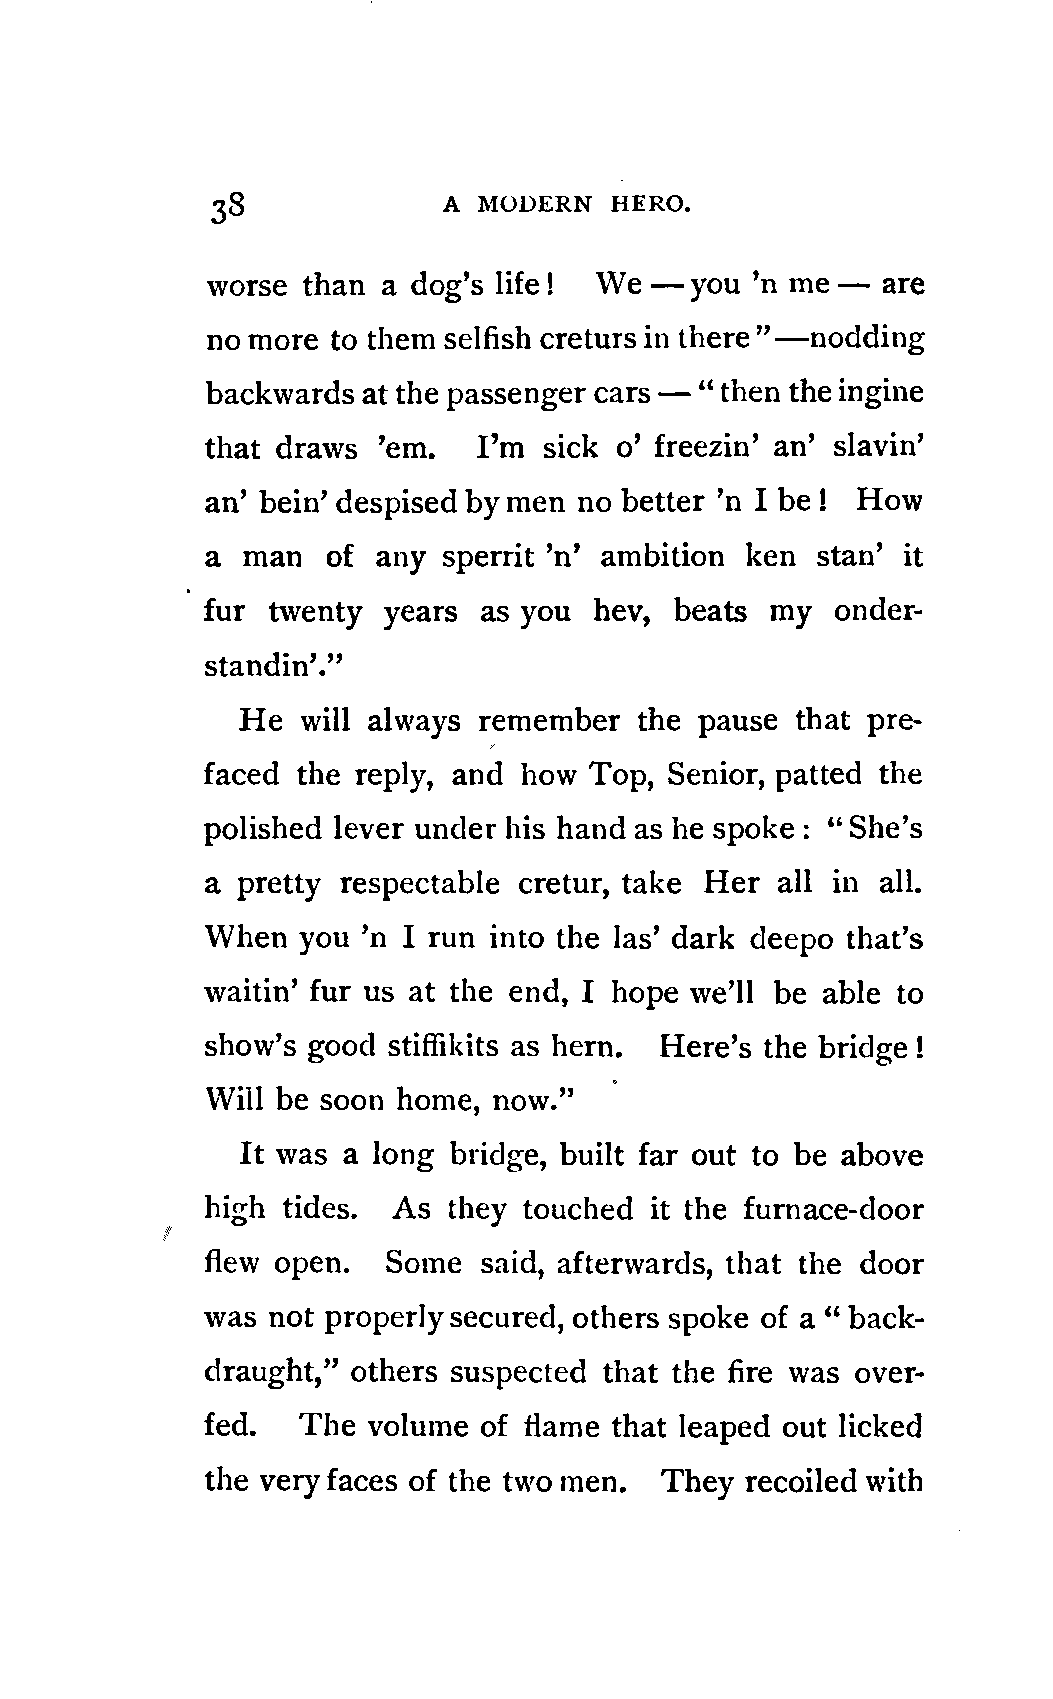 38 A MODERN HERO.
worse than a dog's life! We — you 'n me — are
no more to them selfish creturs in there"—nodding
backwards at the passenger cars — "then the ingine
that draws 'em. I'm sick o' freezin' an' slavin'
an' bein' despised by men no better 'n I be! How
a man of any sperrit 'n' ambition ken stan' it
fur twenty years as you hev, beats my onder-
standin'."
He will always remember the pause that pre-
faced the reply, and how Top, Senior, patted the
polished lever under his hand as he spoke: "She's
a pretty respectable cretur, take Her all in all.
When you 'n I run into the las' dark deepo that's
waitin' fur us at the end, I hope we'll be able to
show's good stiffikits as hern. Here's the bridge!
Will be soon home, now."
It was a long bridge, built far out to be above
high tides. As they touched it the furnace-door
flew open. Some said, afterwards, that the door
was not properly secured, others spoke of a "back-
draught," others suspected that the fire was over-
fed. The volume of flame that leaped out licked
the very faces of the two men. They recoiled with